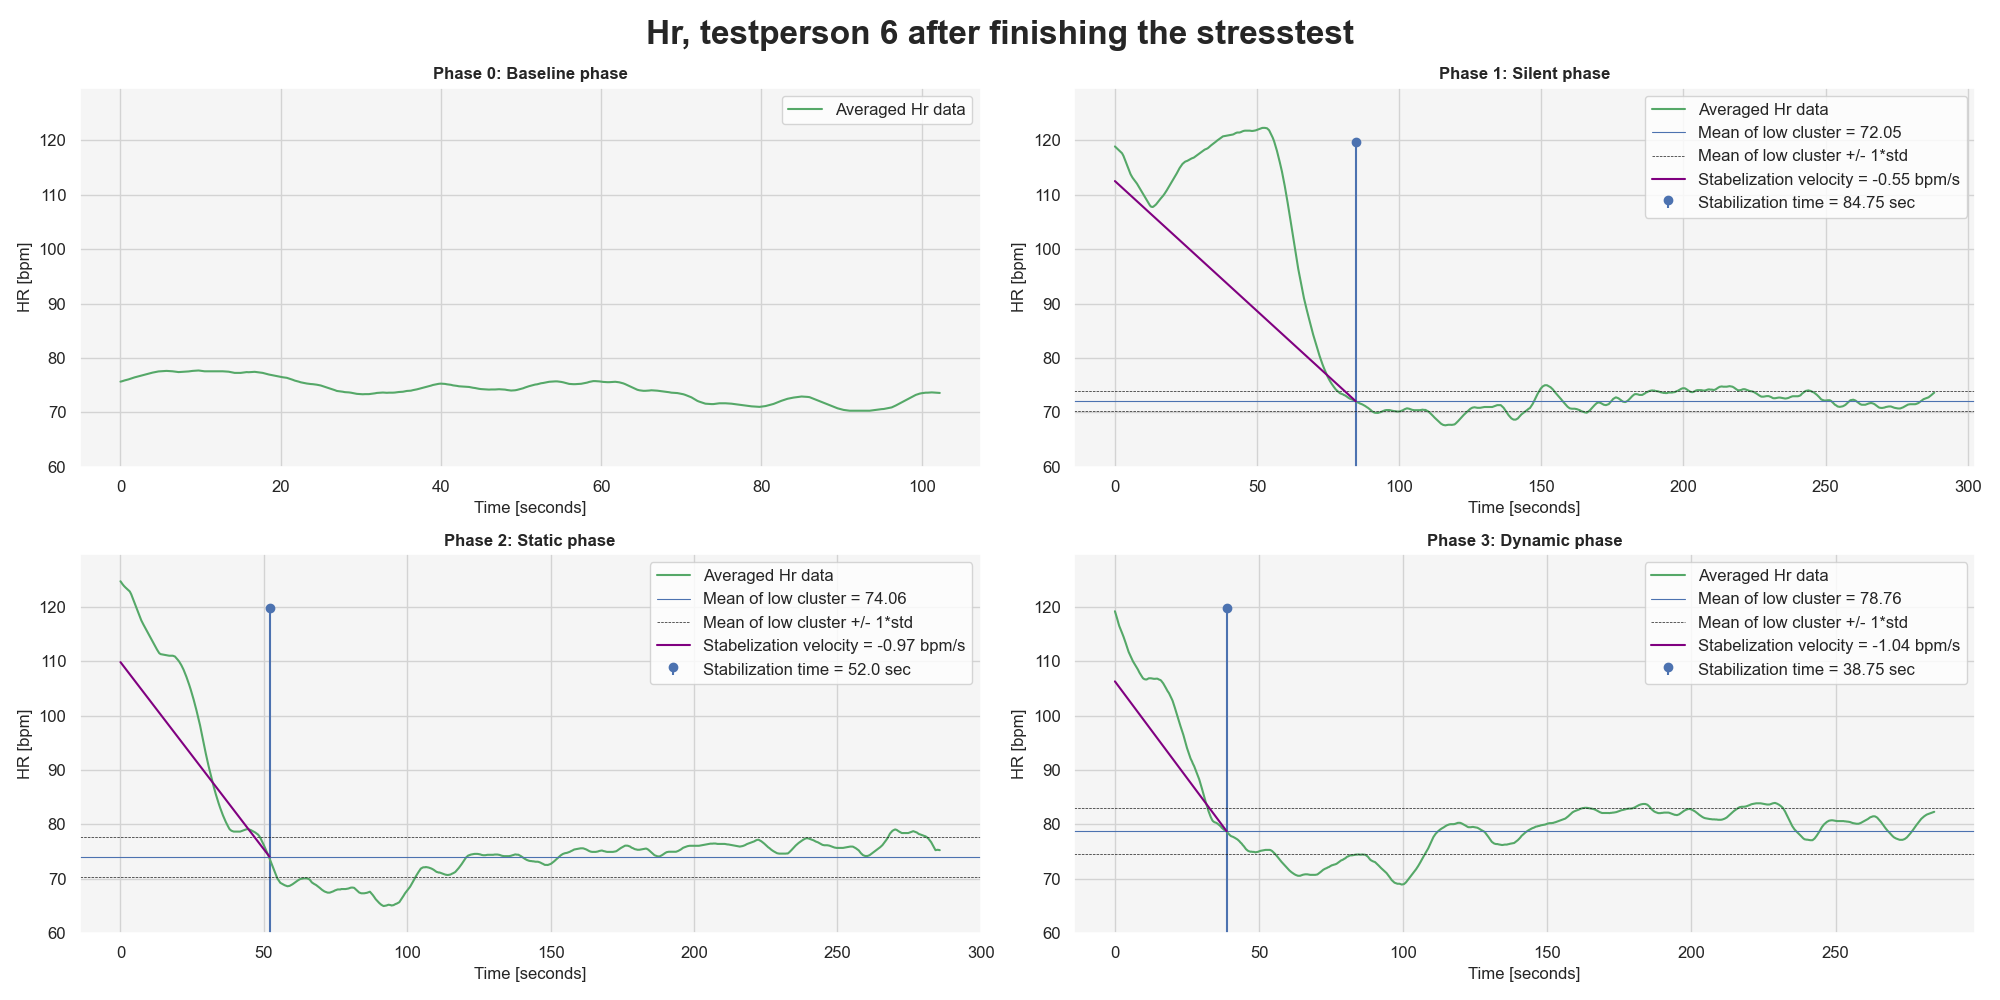 Hr, testperson 6 after finishing the stresstest
Phase 0: Baseline phase
Averaged Hr data
HR [bpm]
120
110
100
90
80
70
60
0 20 40 60 80 100
Time [seconds]
Phase 1: Silent phase
Averaged Hr data
Mean of low cluster = 72.05
Mean of low cluster +/- 1*std
Stabelization velocity = -0.55 bpm/s
Stabilization time = 84.75 sec
HR [bpm]
120
110
100
90
80
70
60
0 50 100 150 200 250 300
Time [seconds]
Phase 2: Static phase
Averaged Hr data
Mean of low cluster = 74.06
Mean of low cluster +/- 1*std
Stabelization velocity = -0.97 bpm/s
Stabilization time = 52.0 sec
HR [bpm]
120
110
100
90
80
70
60
0 50 100 150 200 250 300
Time [seconds]
Phase 3: Dynamic phase
Averaged Hr data
Mean of low cluster = 78.76
Mean of low cluster +/- 1*std
Stabelization velocity = -1.04 bpm/s
Stabilization time = 38.75 sec
HR [bpm]
120
110
100
90
80
70
60
0 50 100 150 200 250
Time [seconds]